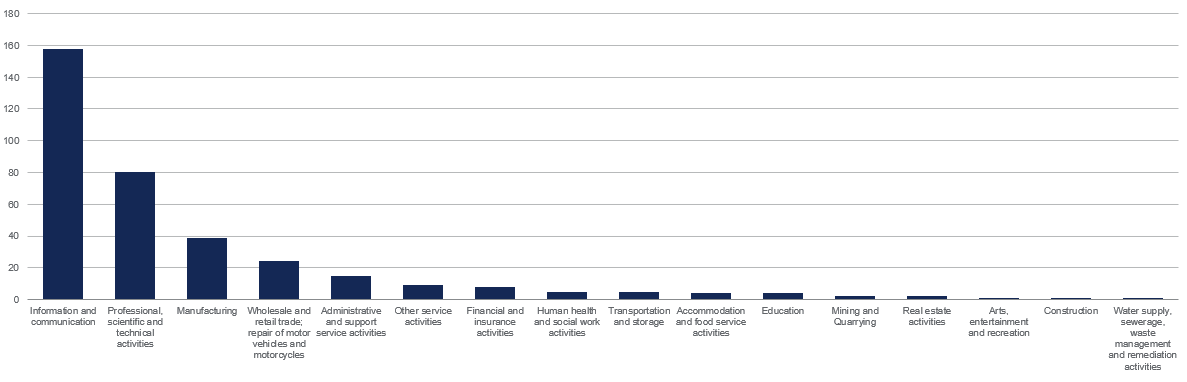 180
160
140
120
100
80
60
40
20
0
Information and
communication
Professional,
scientific and
technical
activities
Manufacturing
Wholesale and
retail trade;
repair of motor
vehicles and
motorcycles
Administrative
and support
service activities
Other service
activities
Financial and
insurance
activities
Human health
and social work
activities
Transportation
and storage
Accommodation
and food service
activities
Education
Mining and
Quarrying
Real estate
activities
Arts,
entertainment
and recreation
Construction
Water supply,
sewerage,
waste
management
and remediation
activities